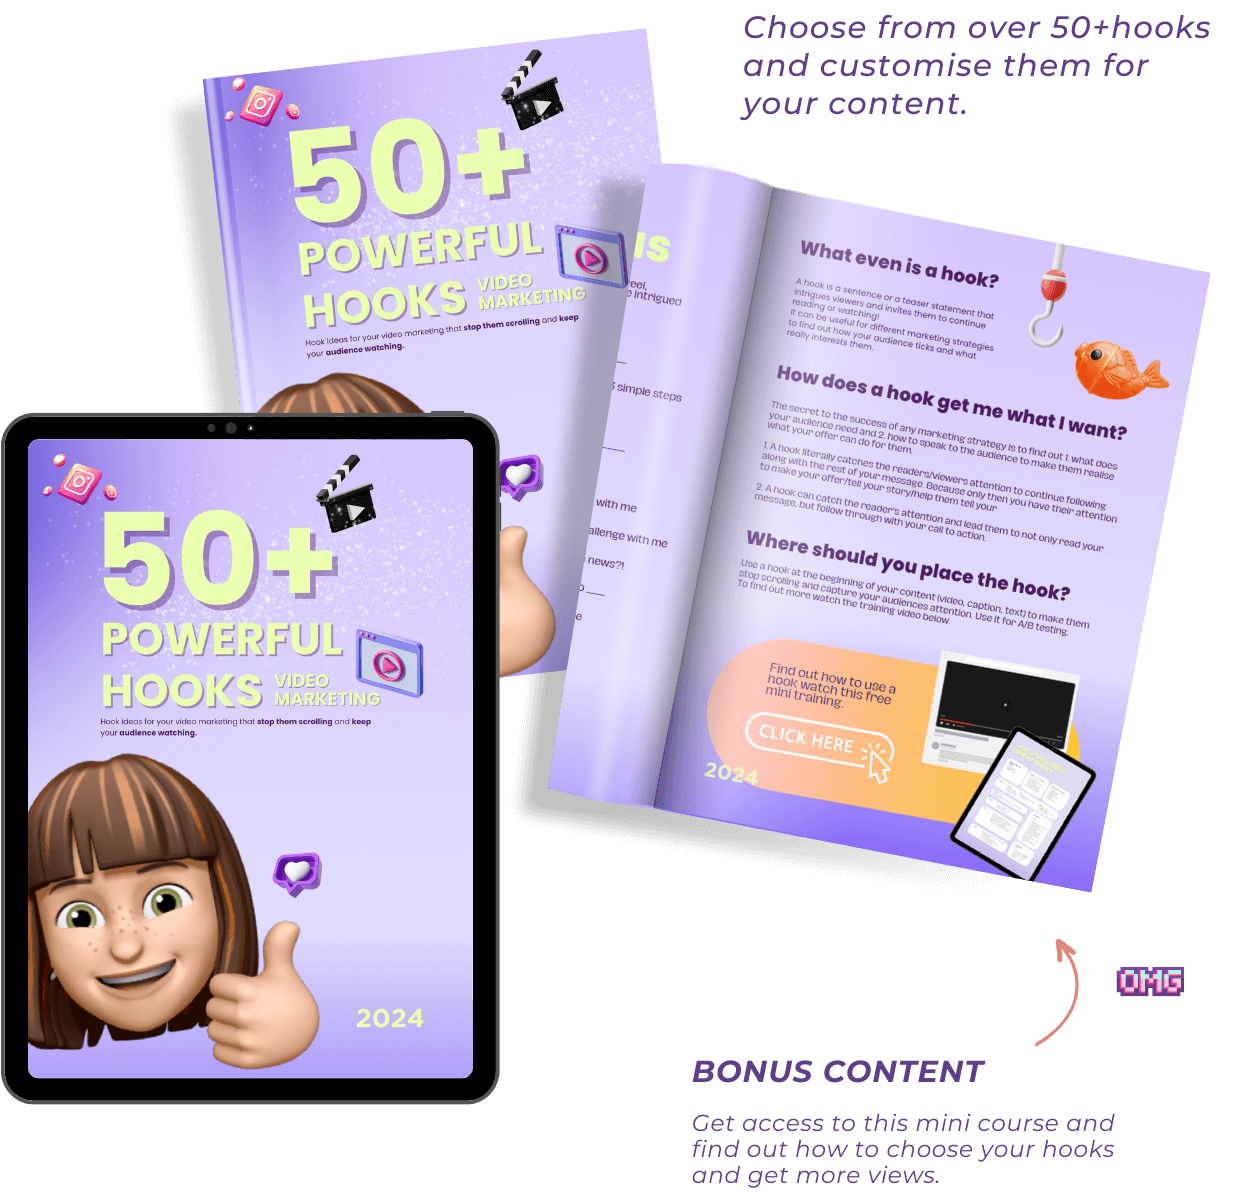 Choose from over 50+hooks
and customise them for
your content.
50+
POWERFUL
HOOKS VIDEO
MARKETING
Hook ideas for your video marketing that stop them scrolling and keep
your audience watching.
reel,
e intrigued
3 simple steps
with me
allenge with me
news?!
What even is a hook?
A hook is a sentence or a teaser statement that
intrigues viewers and invites them to continue
reading or watching!
It can be useful for different marketing strategies
to find out how your audience ticks and what
really interests them.
How does a hook get me what I want?
The secret to the success of any marketing strategy is to find out 1. what does
your audience need and 2. how to speak to the audience to make them realise
what your offer can do for them.
1. A hook literally catches the readers/viewers attention to continue following
along with the rest of your message. Because only then you have their attention
to make your offer/tell your story/help them tell your
2. A hook can catch the reader's attention and lead them to not only read your
message, but follow through with your call to action.
Where should you place the hook?
Use a hook at the beginning of your content (video, caption, text) to make them
stop scrolling and capture your audiences attention. Use it for A/B testing.
To find out more watch the training video below.
Find out how to use a
hook watch this free
mini training.
CLICK HERE
2024
50+
POWERFUL
HOOKS VIDEO
MARKETING
Hook ideas for your video marketing that stop them scrolling and keep
your audience watching.
2024
OMG
BONUS CONTENT
Get access to this mini course and
find out how to choose your hooks
and get more views.